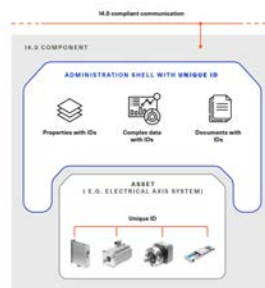 I4.0 compliant communication
I4.0 COMPONENT
ADMINISTRATION SHELL WITH UNIQUE ID
Properties with IDs
Complex data
with IDs
Documents with
IDs
ASSET
( E.G. ELECTRICAL AXIS SYSTEM)
Unique ID